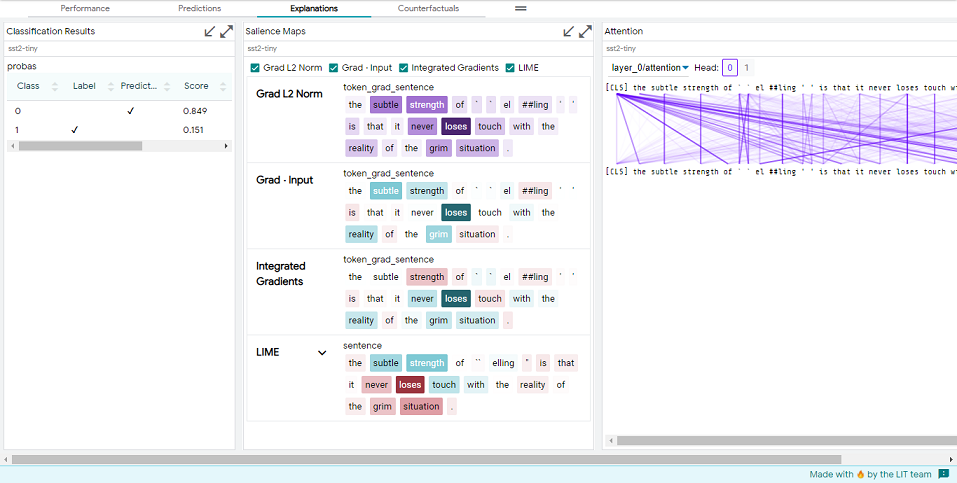 Performance Predictions Explanations Counterfactuals
Classification Results
sst2-tiny
probas
Class Label Predict... Score
0 ✓ 0.849
1 ✓ 0.151
Salience Maps
sst2-tiny
Grad L2 Norm Grad · Input Integrated Gradients LIME
Grad L2 Norm
token_grad_sentence
the subtle strength of ` ` el ##ling ' '
is that it never loses touch with the
reality of the grim situation .
Grad · Input
token_grad_sentence
the subtle strength of ` ` el ##ling ' '
is that it never loses touch with the
reality of the grim situation .
Integrated
Gradients
token_grad_sentence
the subtle strength of ` ` el ##ling ' '
is that it never loses touch with the
reality of the grim situation .
LIME
sentence
the subtle strength of `` elling " is that
it never loses touch with the reality of
the grim situation .
Attention
sst2-tiny
layer_0/attention Head: 0 1
[CLS] the subtle strength of ` ` el ##ling ' ' is that it never loses touch wi
[CLS] the subtle strength of ` ` el ##ling ' ' is that it never loses touch wi
Made with 🔥 by the LIT team